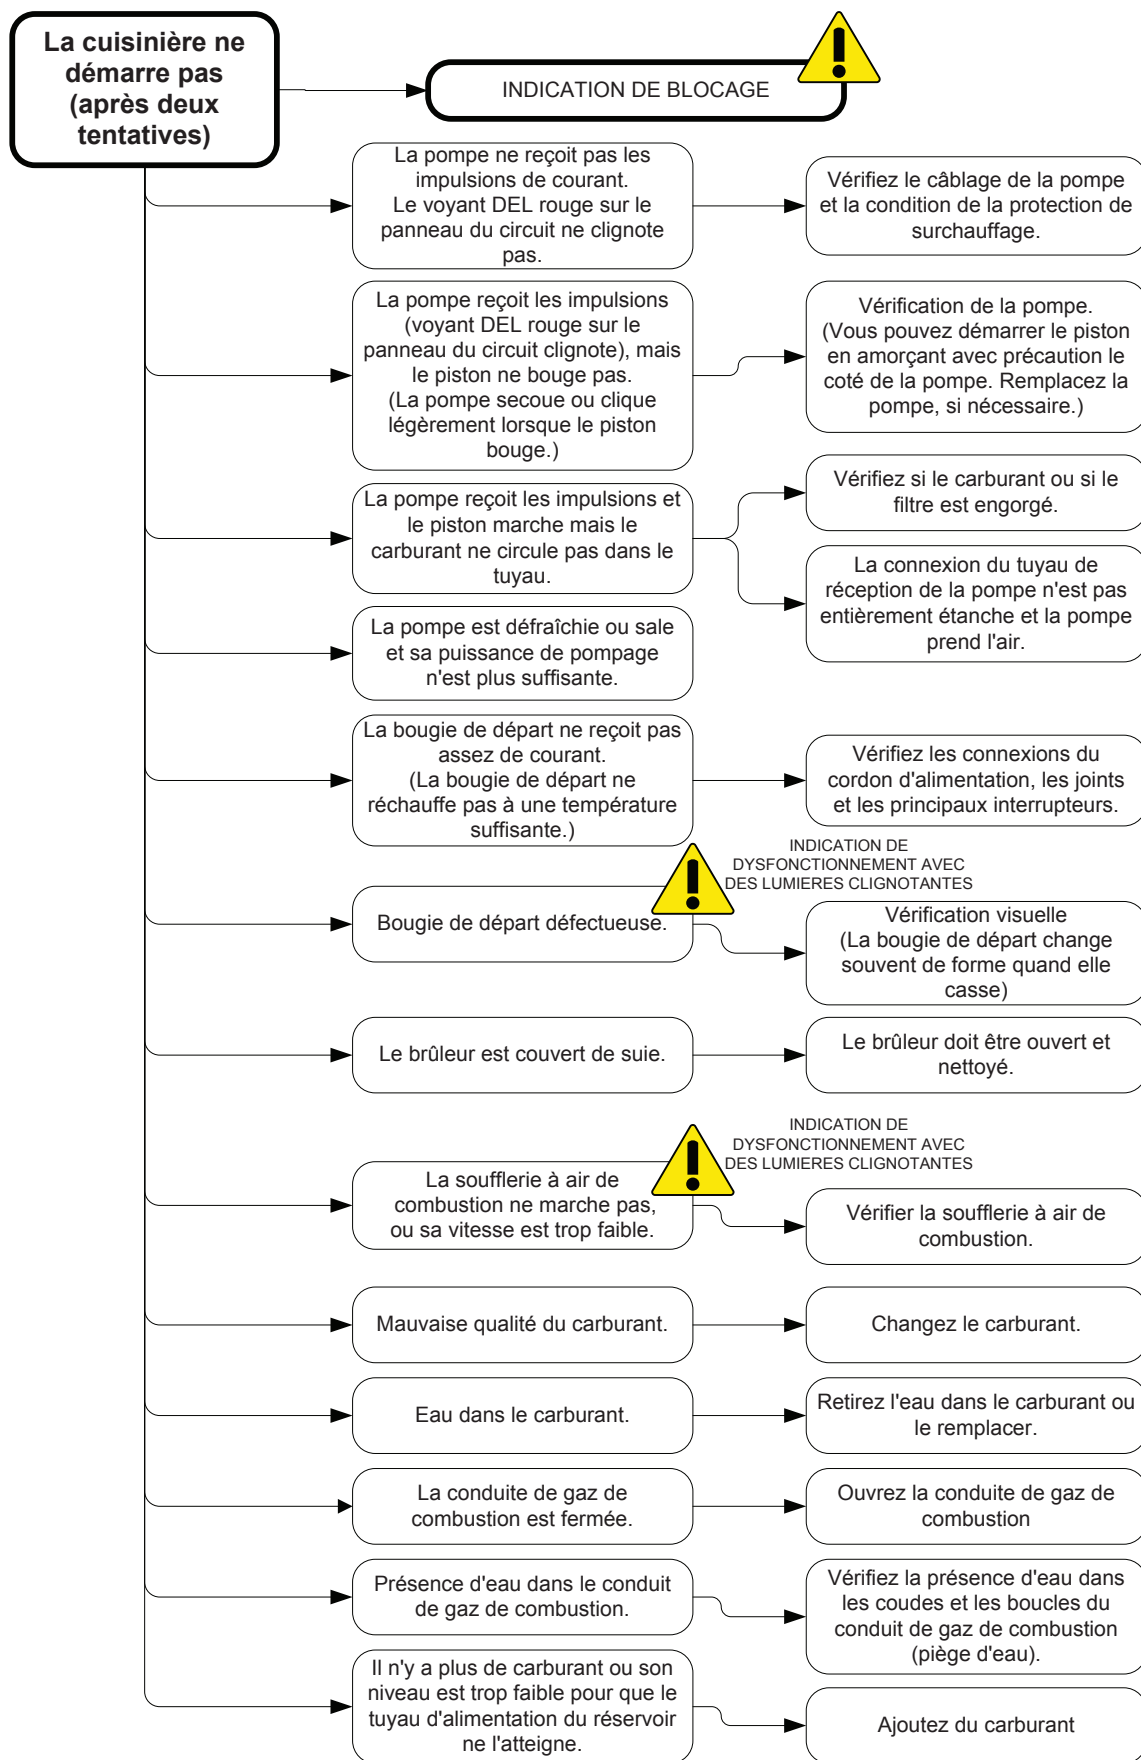 La cuisinière ne
démarre pas
(après deux
tentatives)
INDICATION DE BLOCAGE
La pompe ne reçoit pas les
impulsions de courant.
Le voyant DEL rouge sur le
panneau du circuit ne clignote
pas.
Vérifiez le câblage de la pompe
et la condition de la protection de
surchauffage.
La pompe reçoit les impulsions
(voyant DEL rouge sur le
panneau du circuit clignote), mais
le piston ne bouge pas.
(La pompe secoue ou clique
légèrement lorsque le piston
bouge.)
Vérification de la pompe.
(Vous pouvez démarrer le piston
en amorçant avec précaution le
coté de la pompe. Remplacez la
pompe, si nécessaire.)
La pompe reçoit les impulsions et
le piston marche mais le
carburant ne circule pas dans le
tuyau.
Vérifiez si le carburant ou si le
filtre est engorgé.
La connexion du tuyau de
réception de la pompe n'est pas
entièrement étanche et la pompe
prend l'air.
La pompe est défraîchie ou sale
et sa puissance de pompage
n'est plus suffisante.
La bougie de départ ne reçoit pas
assez de courant.
(La bougie de départ ne
réchauffe pas à une température
suffisante.)
Vérifiez les connexions du
cordon d'alimentation, les joints
et les principaux interrupteurs.
INDICATION DE
DYSFONCTIONNEMENT AVEC
DES LUMIERES CLIGNOTANTES
Bougie de départ défectueuse.
Vérification visuelle
(La bougie de départ change
souvent de forme quand elle
casse)
Le brûleur est couvert de suie.
Le brûleur doit être ouvert et
nettoyé.
INDICATION DE
DYSFONCTIONNEMENT AVEC
DES LUMIERES CLIGNOTANTES
La soufflerie à air de
combustion ne marche pas,
ou sa vitesse est trop faible.
Vérifier la soufflerie à air de
combustion.
Mauvaise qualité du carburant.
Changez le carburant.
Eau dans le carburant.
Retirez l'eau dans le carburant ou
le remplacer.
La conduite de gaz de
combustion est fermée.
Ouvrez la conduite de gaz de
combustion
Présence d'eau dans le conduit
de gaz de combustion.
Vérifiez la présence d'eau dans
les coudes et les boucles du
conduit de gaz de combustion
(piège d'eau).
Il n'y a plus de carburant ou son
niveau est trop faible pour que le
tuyau d'alimentation du réservoir
ne l'atteigne.
Ajoutez du carburant